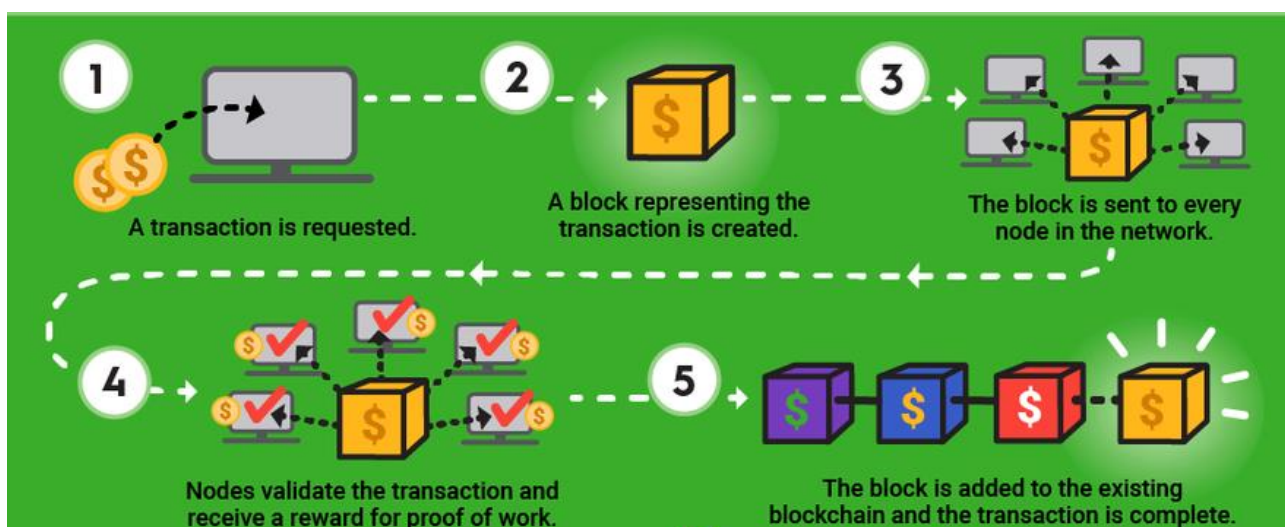 1
$ $
A transaction is requested.
2
$
A block representing the
transaction is created.
3
$
The block is sent to every
node in the network.
4
$ $ $
$ $
$
Nodes validate the transaction and
receive a reward for proof of work.
5
$ $ $ $
The block is added to the existing
blockchain and the transaction is complete.